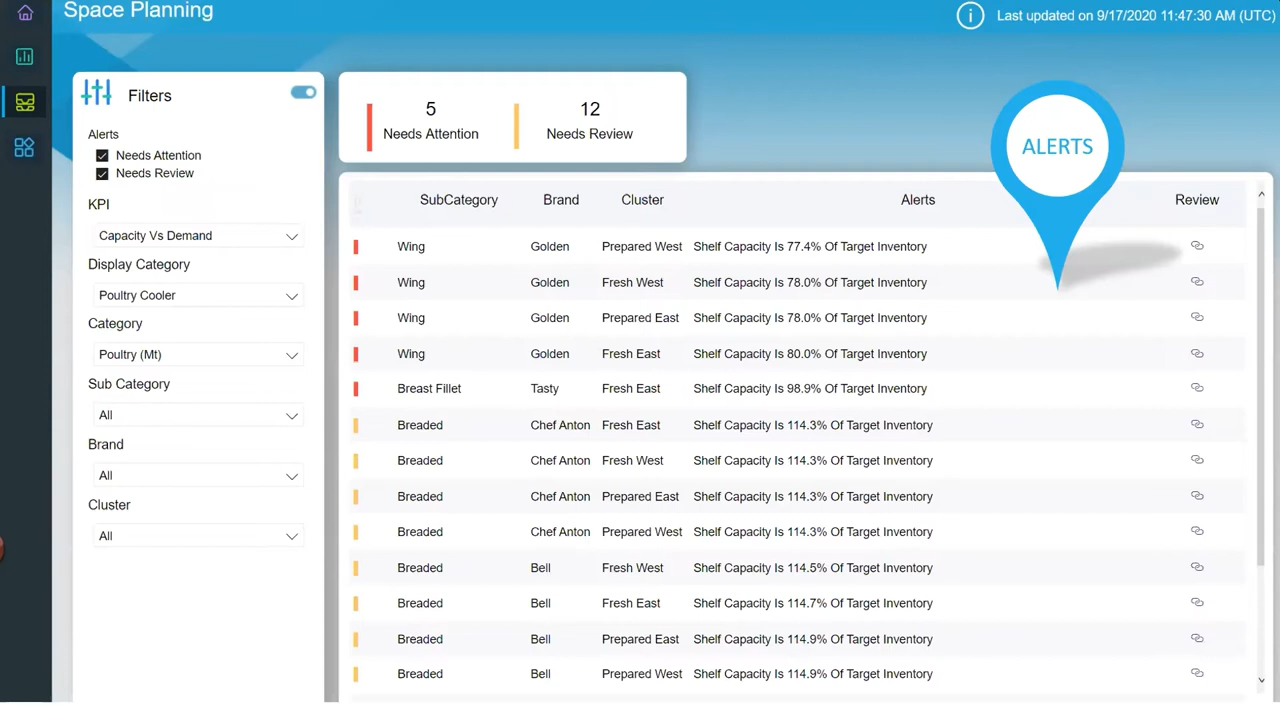 Space Planning
Last updated on 9/17/2020 11:47:30 AM (UTC)
Filters
Alerts
Needs Attention
Needs Review
KPI
Capacity Vs Demand
Display Category
Poultry Cooler
Category
Poultry (Mt)
Sub Category
All
Brand
All
Cluster
All
5 12
Needs Attention Needs Review
ALERTS
SubCategory Brand Cluster Alerts Review
Wing Golden Prepared West Shelf Capacity Is 77.4% Of Target Inventory
Wing Golden Fresh West Shelf Capacity Is 78.0% Of Target Inventory
Wing Golden Prepared East Shelf Capacity Is 78.0% Of Target Inventory
Wing Golden Fresh East Shelf Capacity Is 80.0% Of Target Inventory
Breast Fillet Tasty Fresh East Shelf Capacity Is 98.9% Of Target Inventory
Breaded Chef Anton Fresh East Shelf Capacity Is 114.3% Of Target Inventory
Breaded Chef Anton Fresh West Shelf Capacity Is 114.3% Of Target Inventory
Breaded Chef Anton Prepared East Shelf Capacity Is 114.3% Of Target Inventory
Breaded Chef Anton Prepared West Shelf Capacity Is 114.3% Of Target Inventory
Breaded Bell Fresh West Shelf Capacity Is 114.5% Of Target Inventory
Breaded Bell Fresh East Shelf Capacity Is 114.7% Of Target Inventory
Breaded Bell Prepared East Shelf Capacity Is 114.9% Of Target Inventory
Breaded Bell Prepared West Shelf Capacity Is 114.9% Of Target Inventory